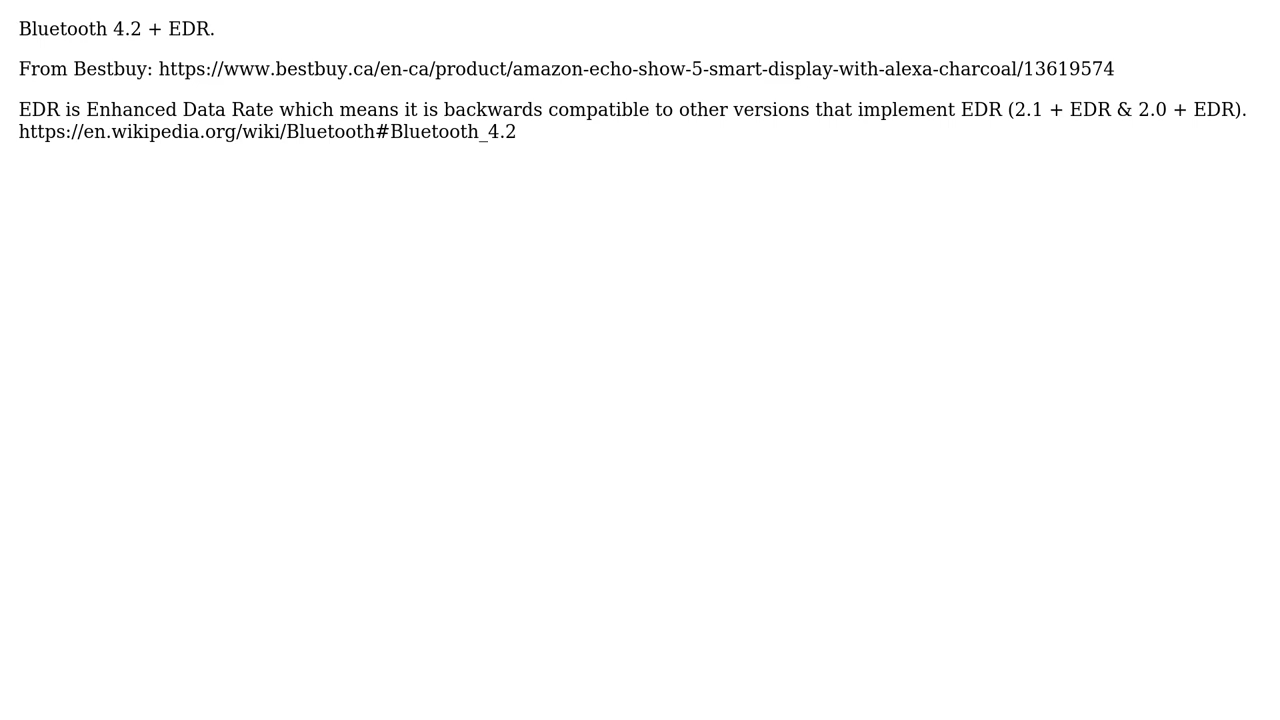 Bluetooth 4.2 + EDR.
From Bestbuy: https://www.bestbuy.ca/en-ca/product/amazon-echo-show-5-smart-display-with-alexa-charcoal/13619574
EDR is Enhanced Data Rate which means it is backwards compatible to other versions that implement EDR (2.1 + EDR & 2.0 + EDR).
https://en.wikipedia.org/wiki/Bluetooth#Bluetooth_4.2